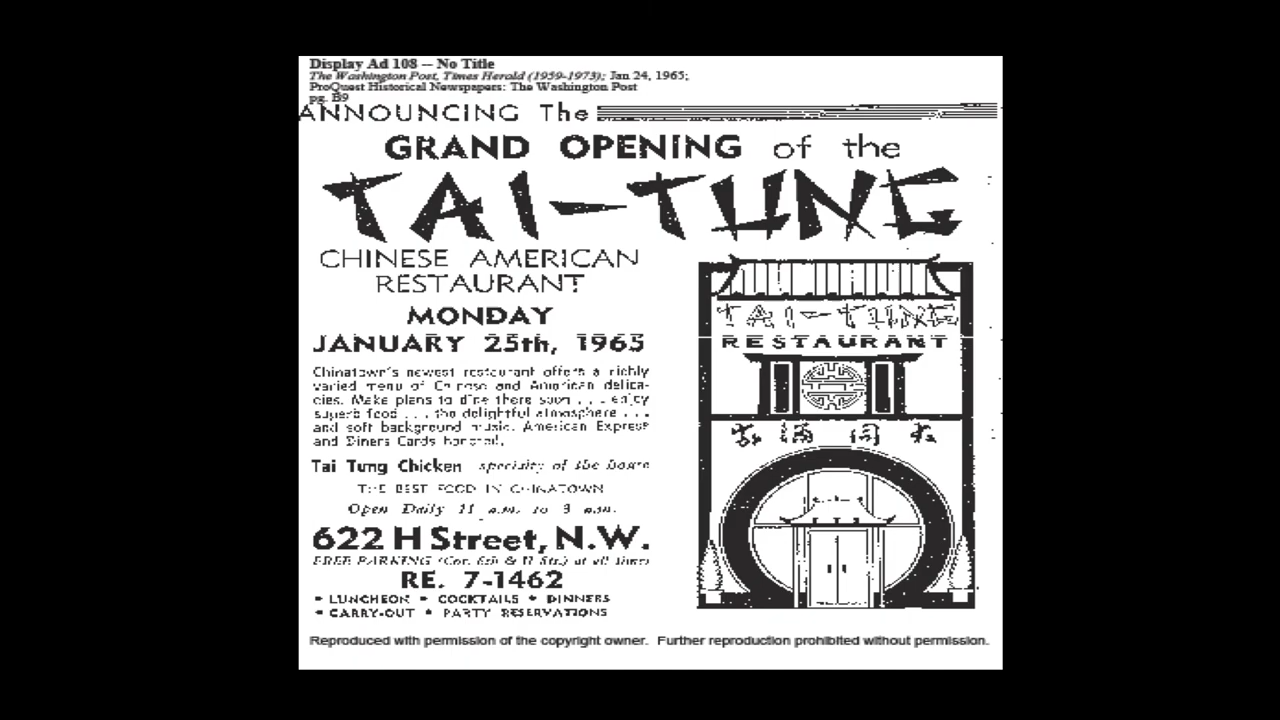 Display Ad 108 -- No Title
The Washington Post, Times Herald (1959-1973); Jan 24, 1965;
ProQuest Historical Newspapers: The Washington Post
pg. B9
ANNOUNCING The
GRAND OPENING of the
TAI-TUNG
CHINESE AMERICAN
RESTAURANT
MONDAY
JANUARY 25th, 1965
Chinatown's newest restaurant offers a richly
varied menu of Chinese and American delica-
cies. Make plans to dine there soon . . . enjoy
superb food . . . the delightful atmosphere . . .
and soft background music. American Express
and Diners Cards honored.
Tai Tung Chicken specialty of the house
THE BEST FOOD IN CHINATOWN
Open Daily 11 a.m. to 3 a.m.
622 H Street, N.W.
FREE PARKING (Cor. 6th & H Sts.) at all times
RE. 7-1462
• LUNCHEON • COCKTAILS • DINNERS
• CARRY-OUT • PARTY RESERVATIONS
TAI-TUNG
RESTAURANT
Reproduced with permission of the copyright owner. Further reproduction prohibited without permission.